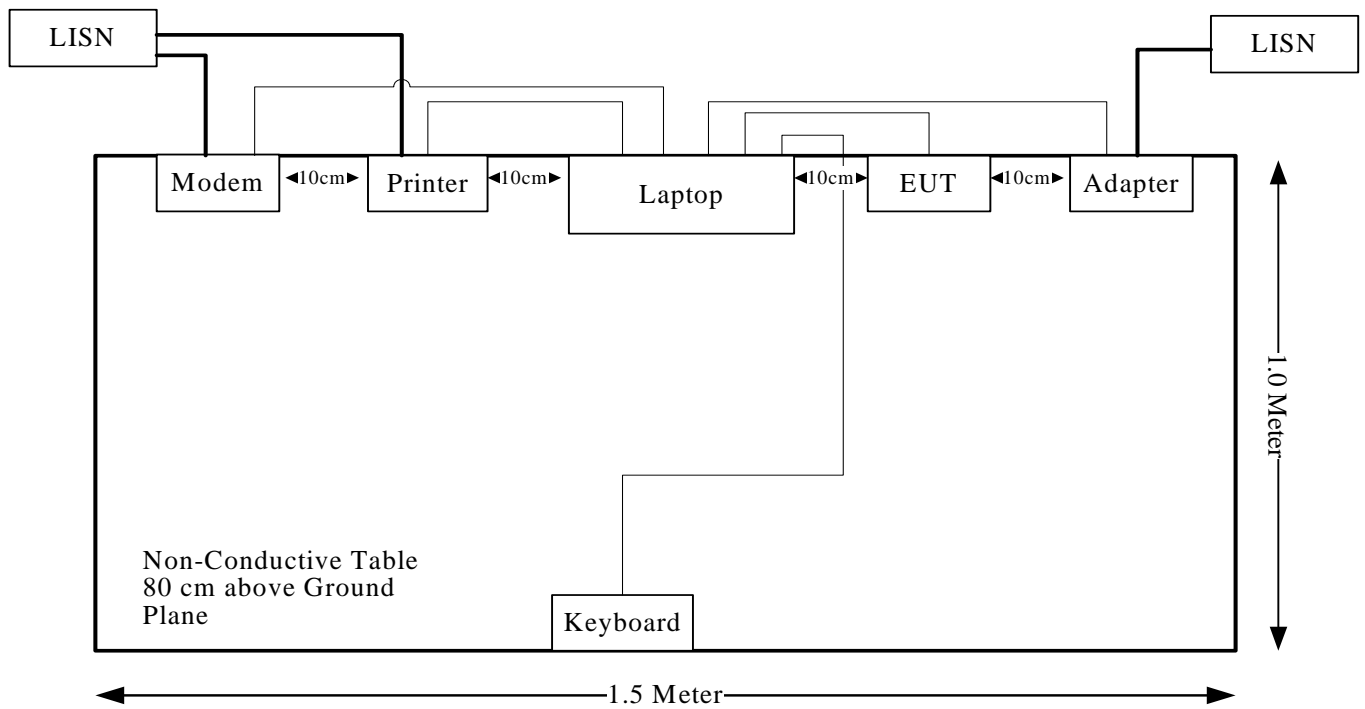 LISN
LISN
Modem
10cm
Printer
10cm
Laptop
10cm
EUT
10cm
Adapter
1.0 Meter
Non-Conductive Table
80 cm above Ground
Plane
Keyboard
1.5 Meter